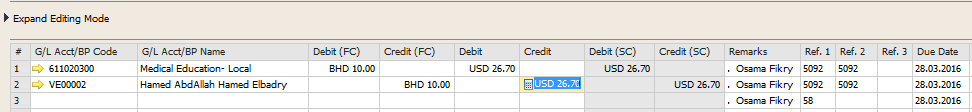 Expand Editing Mode
# G/L Acct/BP Code G/L Acct/BP Name Debit (FC) Credit (FC) Debit Credit Debit (SC) Credit (SC) Remarks Ref. 1 Ref. 2 Ref. 3 Due Date
1 611020300 Medical Education- Local BHD 10.00 USD 26.70 USD 26.70 . Osama Fikry 5092 5092 28.03.2016
2 VE00002 Hamed AbdAllah Hamed Elbadry BHD 10.00 USD 26.70 USD 26.70 . Osama Fikry 5092 5092 28.03.2016
3 . Osama Fikry 58 28.03.2016